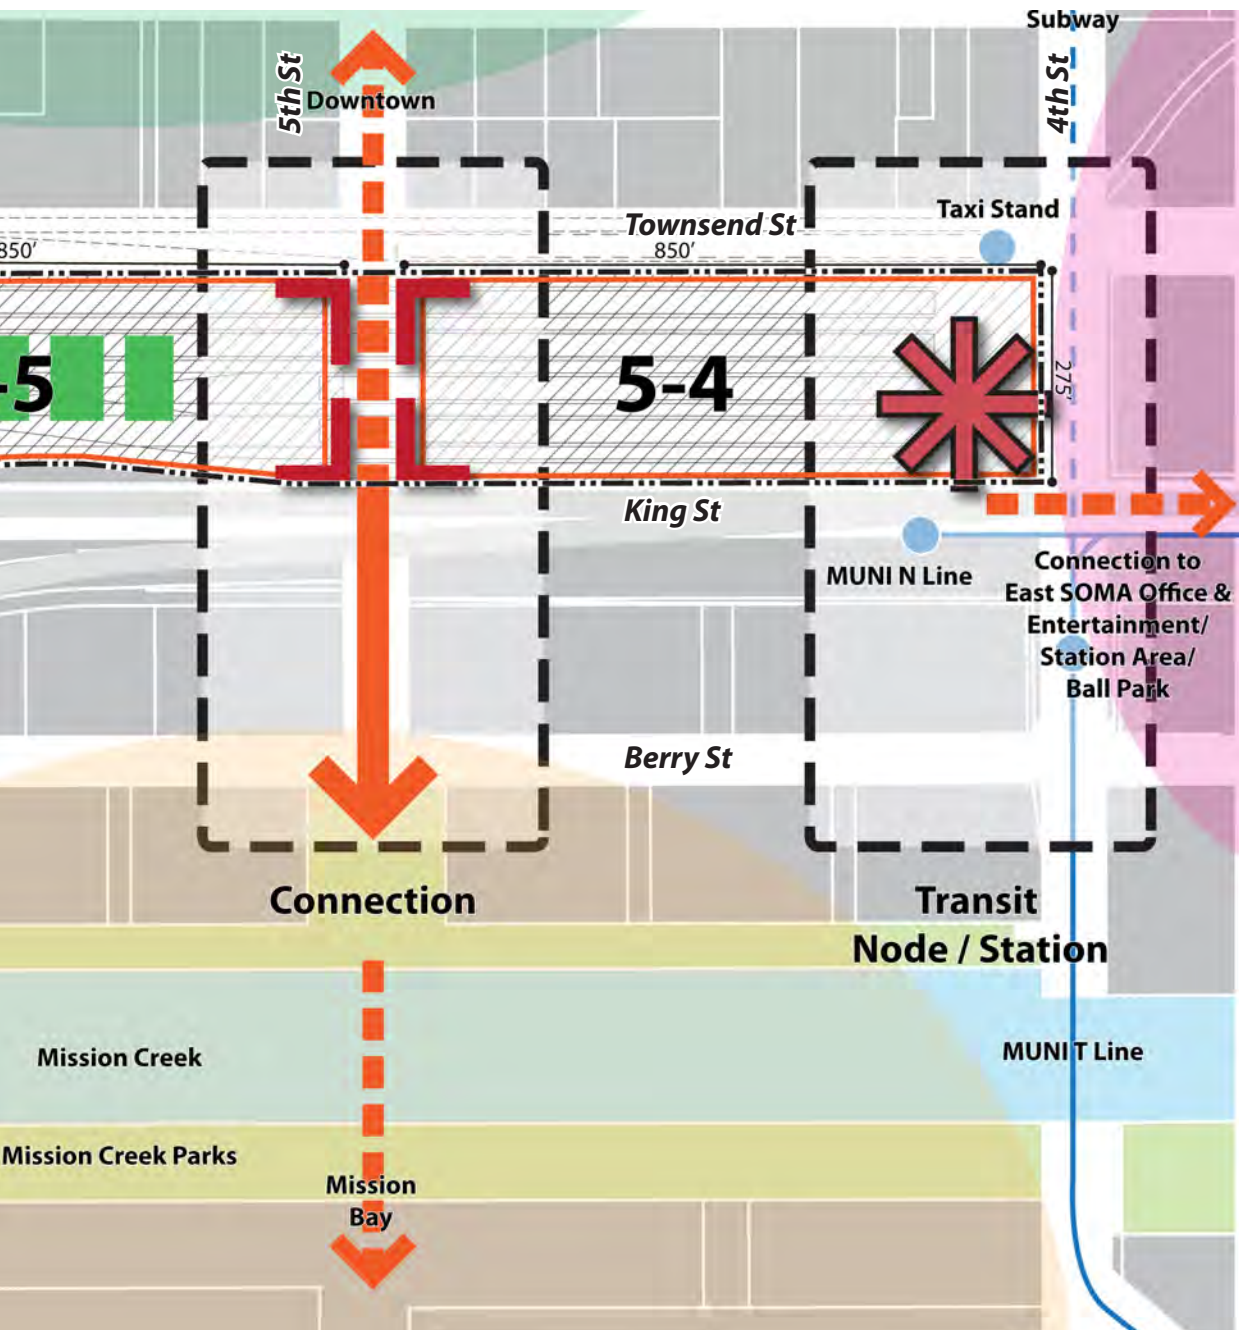 Subway
5th St
4th St
Downtown
Taxi Stand
Townsend St
850’
850’
-5
5-4
275’
King St
MUNI N Line
Connection to
East SOMA Office &
Entertainment/
Station Area/
Ball Park
Berry St
Connection
Transit
Node / Station
Mission Creek
MUNI T Line
Mission Creek Parks
Mission
Bay